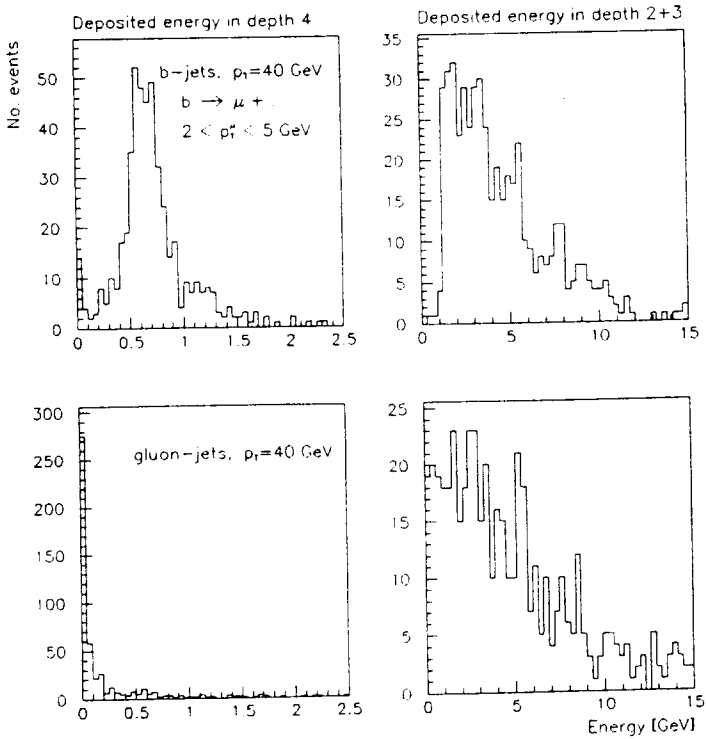 Deposited energy in depth 4
Deposited energy in depth 2+3
No. events
b-jets, p_T=40 GeV
b → μ +
2 < p_T^μ < 5 GeV
50
40
30
20
10
0
0 0.5 1 1.5 2 2.5
35
30
25
20
15
10
5
0
0 5 10 15
gluon-jets, p_T=40 GeV
300
250
200
150
100
50
0
0 0.5 1 1.5 2 2.5
25
20
15
10
5
0
0 5 10 15
Energy [GeV]